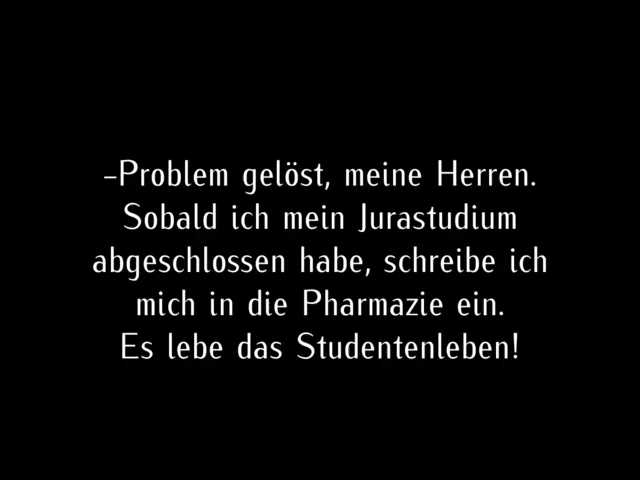 –Problem gelöst, meine Herren.
Sobald ich mein Jurastudium
abgeschlossen habe, schreibe ich
mich in die Pharmazie ein.
Es lebe das Studentenleben!